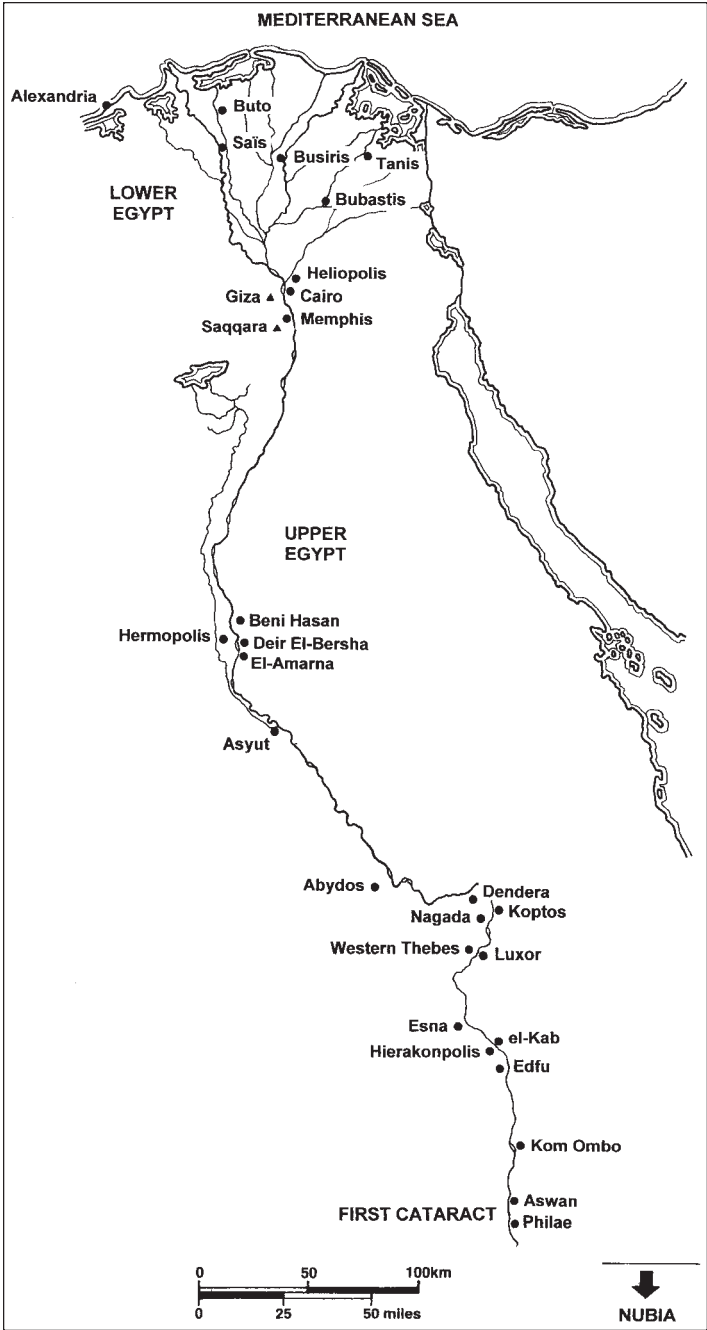 MEDITERRANEAN SEA
Alexandria
Buto
Saïs
Busiris
Tanis
LOWER
EGYPT
Bubastis
Heliopolis
Giza
Cairo
Memphis
Saqqara
UPPER
EGYPT
Beni Hasan
Hermopolis
Deir El-Bersha
El-Amarna
Asyut
Abydos
Dendera
Koptos
Nagada
Western Thebes
Luxor
Esna
el-Kab
Hierakonpolis
Edfu
Kom Ombo
Aswan
FIRST CATARACT
Philae
0 50 100km
0 25 50 miles
NUBIA